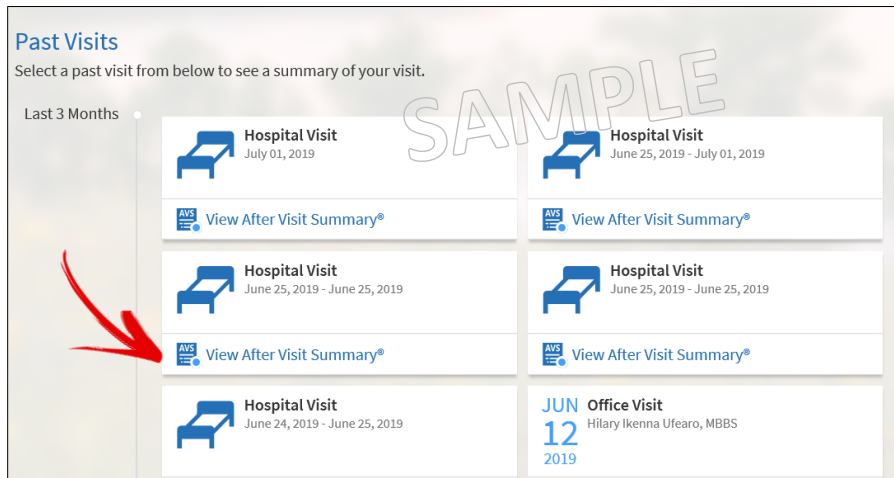 Past Visits
Select a past visit from below to see a summary of your visit.
SAMPLE
Last 3 Months
Hospital Visit
July 01, 2019
AVS View After Visit Summary®
Hospital Visit
June 25, 2019 - July 01, 2019
AVS View After Visit Summary®
Hospital Visit
June 25, 2019 - June 25, 2019
AVS View After Visit Summary®
Hospital Visit
June 25, 2019 - June 25, 2019
AVS View After Visit Summary®
Hospital Visit
June 24, 2019 - June 25, 2019
JUN
12
2019
Office Visit
Hilary Ikenna Ufearo, MBBS